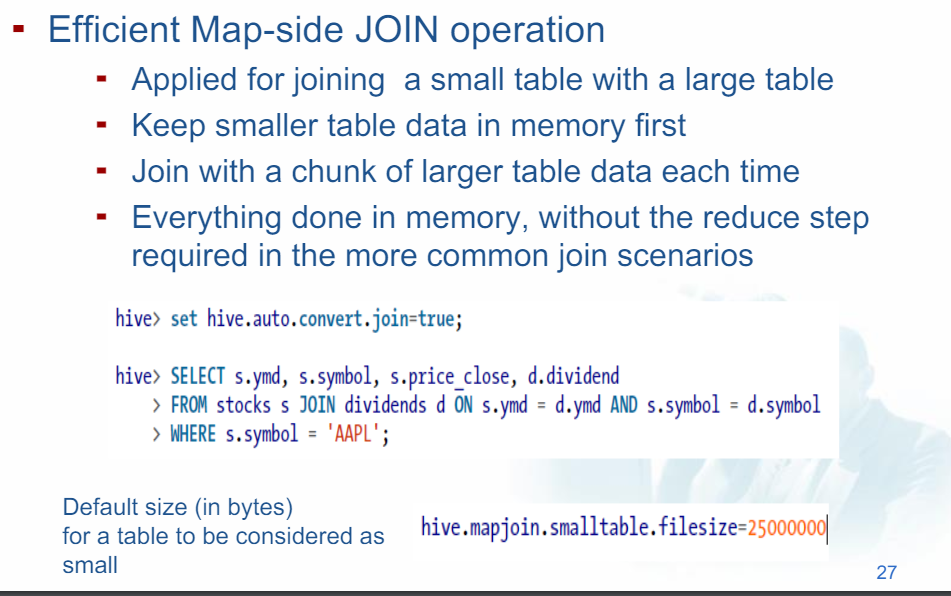 Efficient Map-side JOIN operation
Applied for joining a small table with a large table
Keep smaller table data in memory first
Join with a chunk of larger table data each time
Everything done in memory, without the reduce step
required in the more common join scenarios
hive> set hive.auto.convert.join=true;
hive> SELECT s.ymd, s.symbol, s.price_close, d.dividend
> FROM stocks s JOIN dividends d ON s.ymd = d.ymd AND s.symbol = d.symbol
> WHERE s.symbol = 'AAPL';
Default size (in bytes)
for a table to be considered as
small
hive.mapjoin.smalltable.filesize=25000000
27